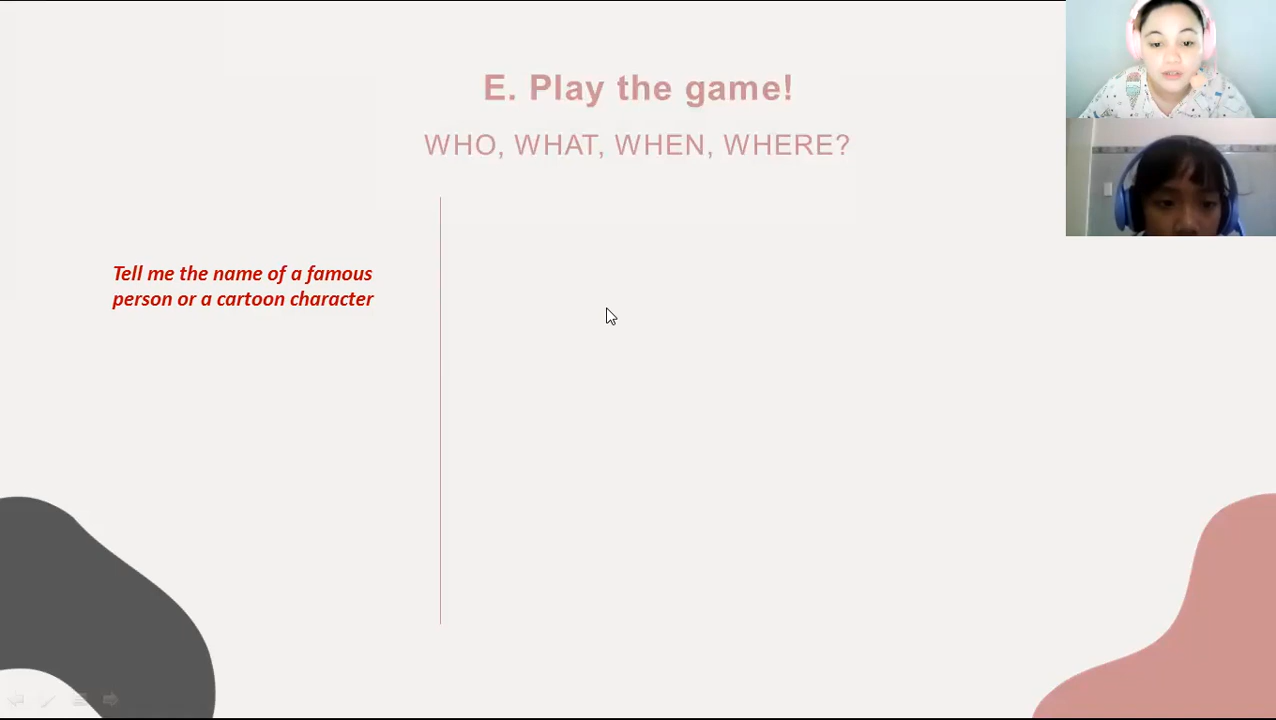 E. Play the game!
WHO, WHAT, WHEN, WHERE?
Tell me the name of a famous
person or a cartoon character